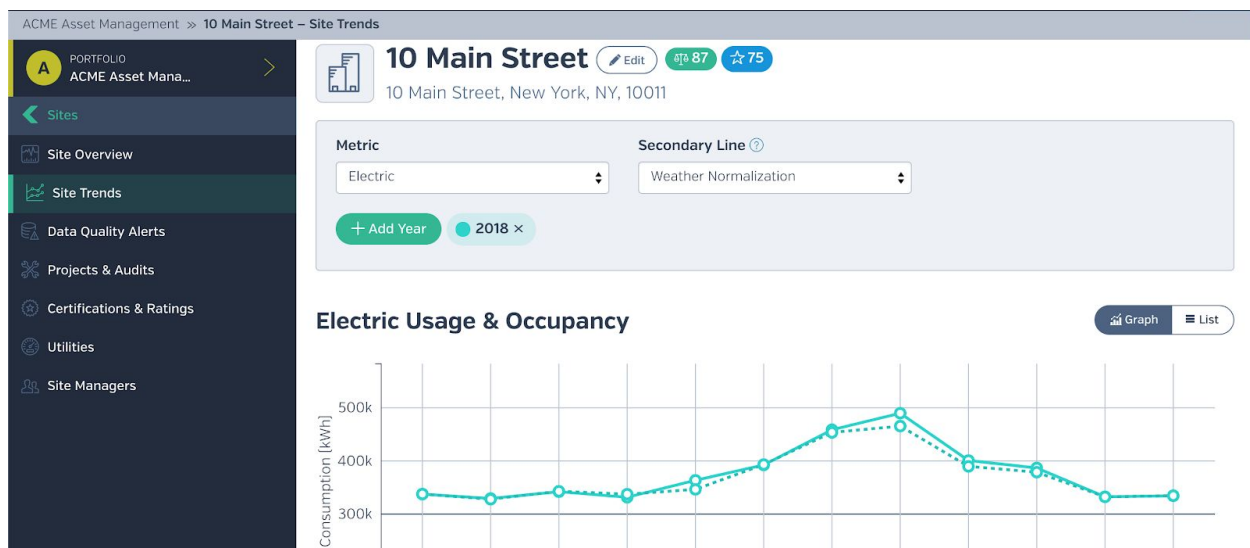 ACME Asset Management » 10 Main Street – Site Trends
A
PORTFOLIO
ACME Asset Mana...
Sites
Site Overview
Site Trends
Data Quality Alerts
Projects & Audits
Certifications & Ratings
Utilities
Site Managers
10 Main Street Edit 87 75
10 Main Street, New York, NY, 10011
Metric Secondary Line ?
Electric Weather Normalization
+ Add Year 2018 ×
Electric Usage & Occupancy
Graph List
500k
400k
300k
Consumption [kWh]